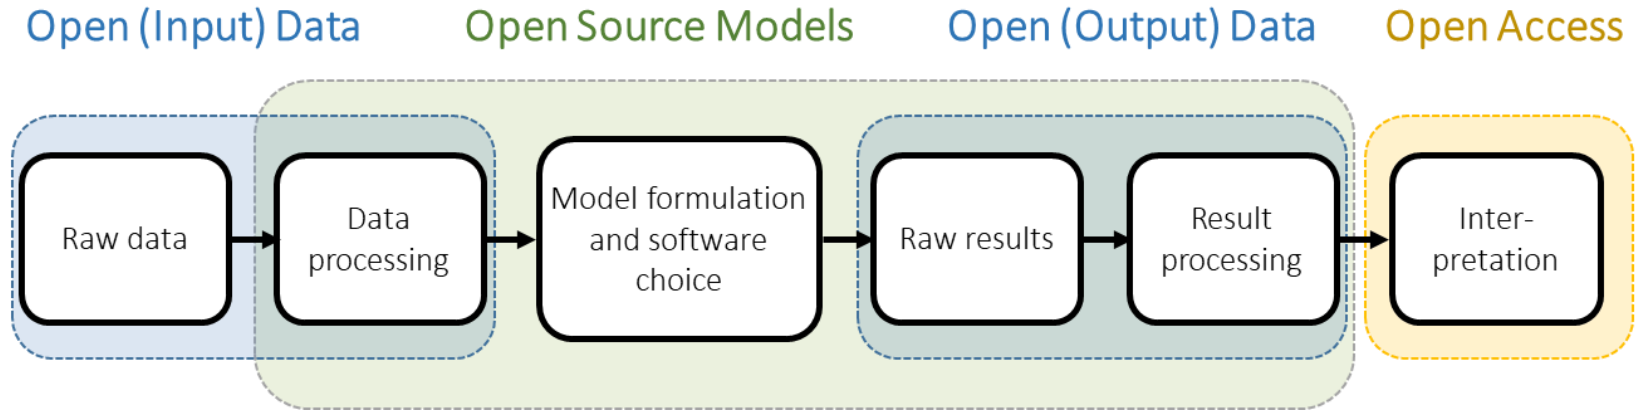 Open (Input) Data
Open Source Models
Open (Output) Data
Open Access
Raw data
Data
processing
Model formulation
and software
choice
Raw results
Result
processing
Inter-
pretation